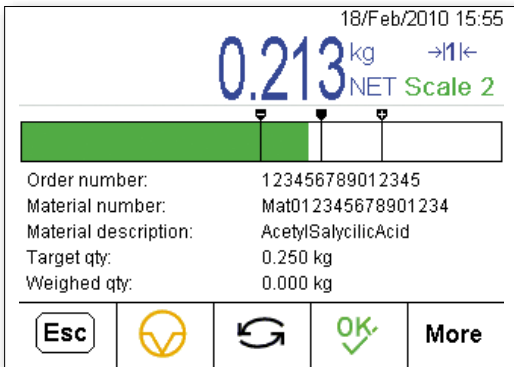 18/Feb/2010 15:55
0.213 kg →|1|←
NET Scale 2
Order number: 123456789012345
Material number: Mat012345678901234
Material description: AcetylSalycilicAcid
Target qty: 0.250 kg
Weighed qty: 0.000 kg
Esc OK More